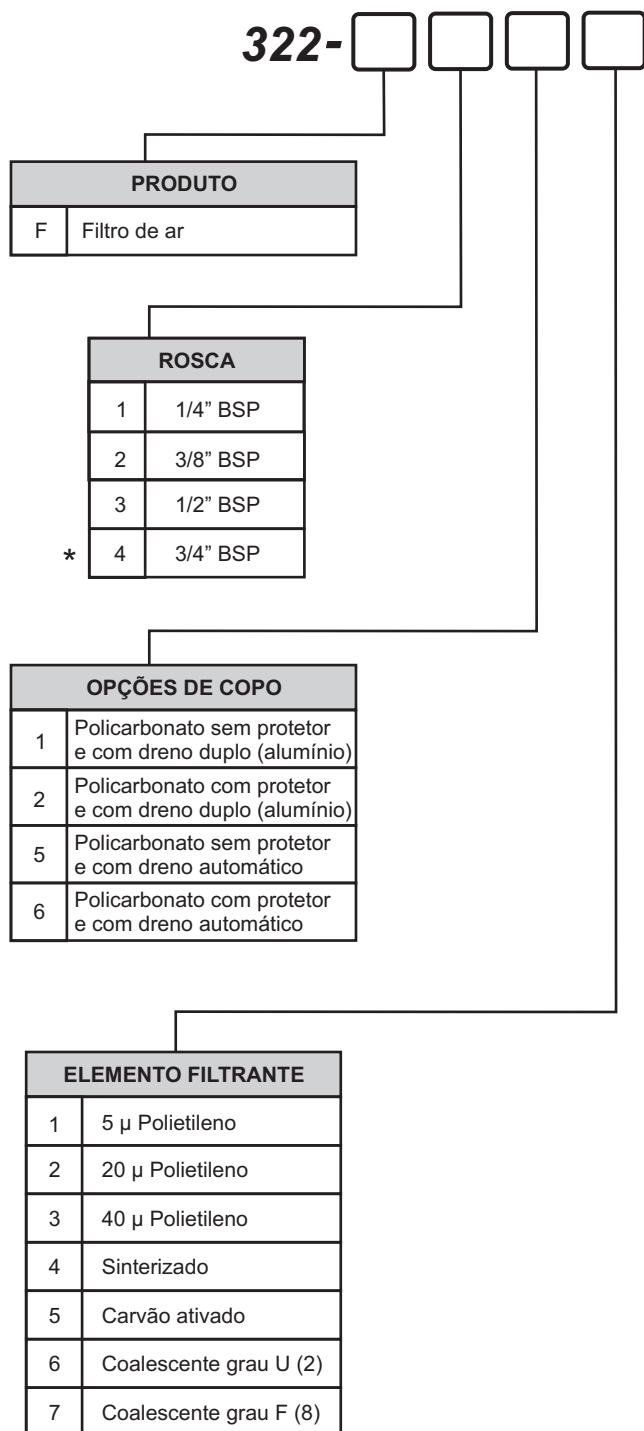 322-
PRODUTO
F Filtro de ar
ROSCA
1 1/4” BSP
2 3/8” BSP
3 1/2” BSP
* 4 3/4” BSP
OPÇÕES DE COPO
1 Policarbonato sem protetor
e com dreno duplo (alumínio)
2 Policarbonato com protetor
e com dreno duplo (alumínio)
5 Policarbonato sem protetor
e com dreno automático
6 Policarbonato com protetor
e com dreno automático
ELEMENTO FILTRANTE
1 5 µ Polietileno
2 20 µ Polietileno
3 40 µ Polietileno
4 Sinterizado
5 Carvão ativado
6 Coalescente grau U (2)
7 Coalescente grau F (8)